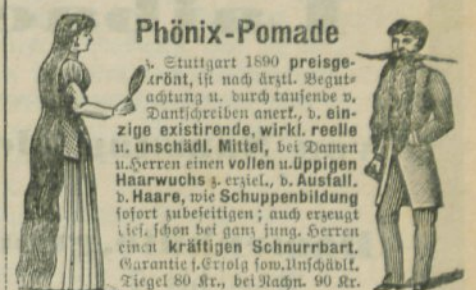 Phönix-Pomade
z. Stuttgart 1890 preisge-
krönt, ist nach ärztl. Begut-
achtung u. durch tausende v.
Dankschreiben anerk., d. ein-
zige existirende, wirkl. reelle
u. unschädl. Mittel, bei Damen
u. Herren einen vollen u. üppigen
Haarwuchs z. erziel., d. Ausfall.
d. Haare, wie Schuppenbildung
sofort zubeseitigen; auch erzeugt
dies. schon bei ganz jung. Herren
einen kräftigen Schnurrbart.
Garantie f. Erfolg sow. Unschädlk.
Tiegel 80 Kr., bei Nachn. 90 Kr.